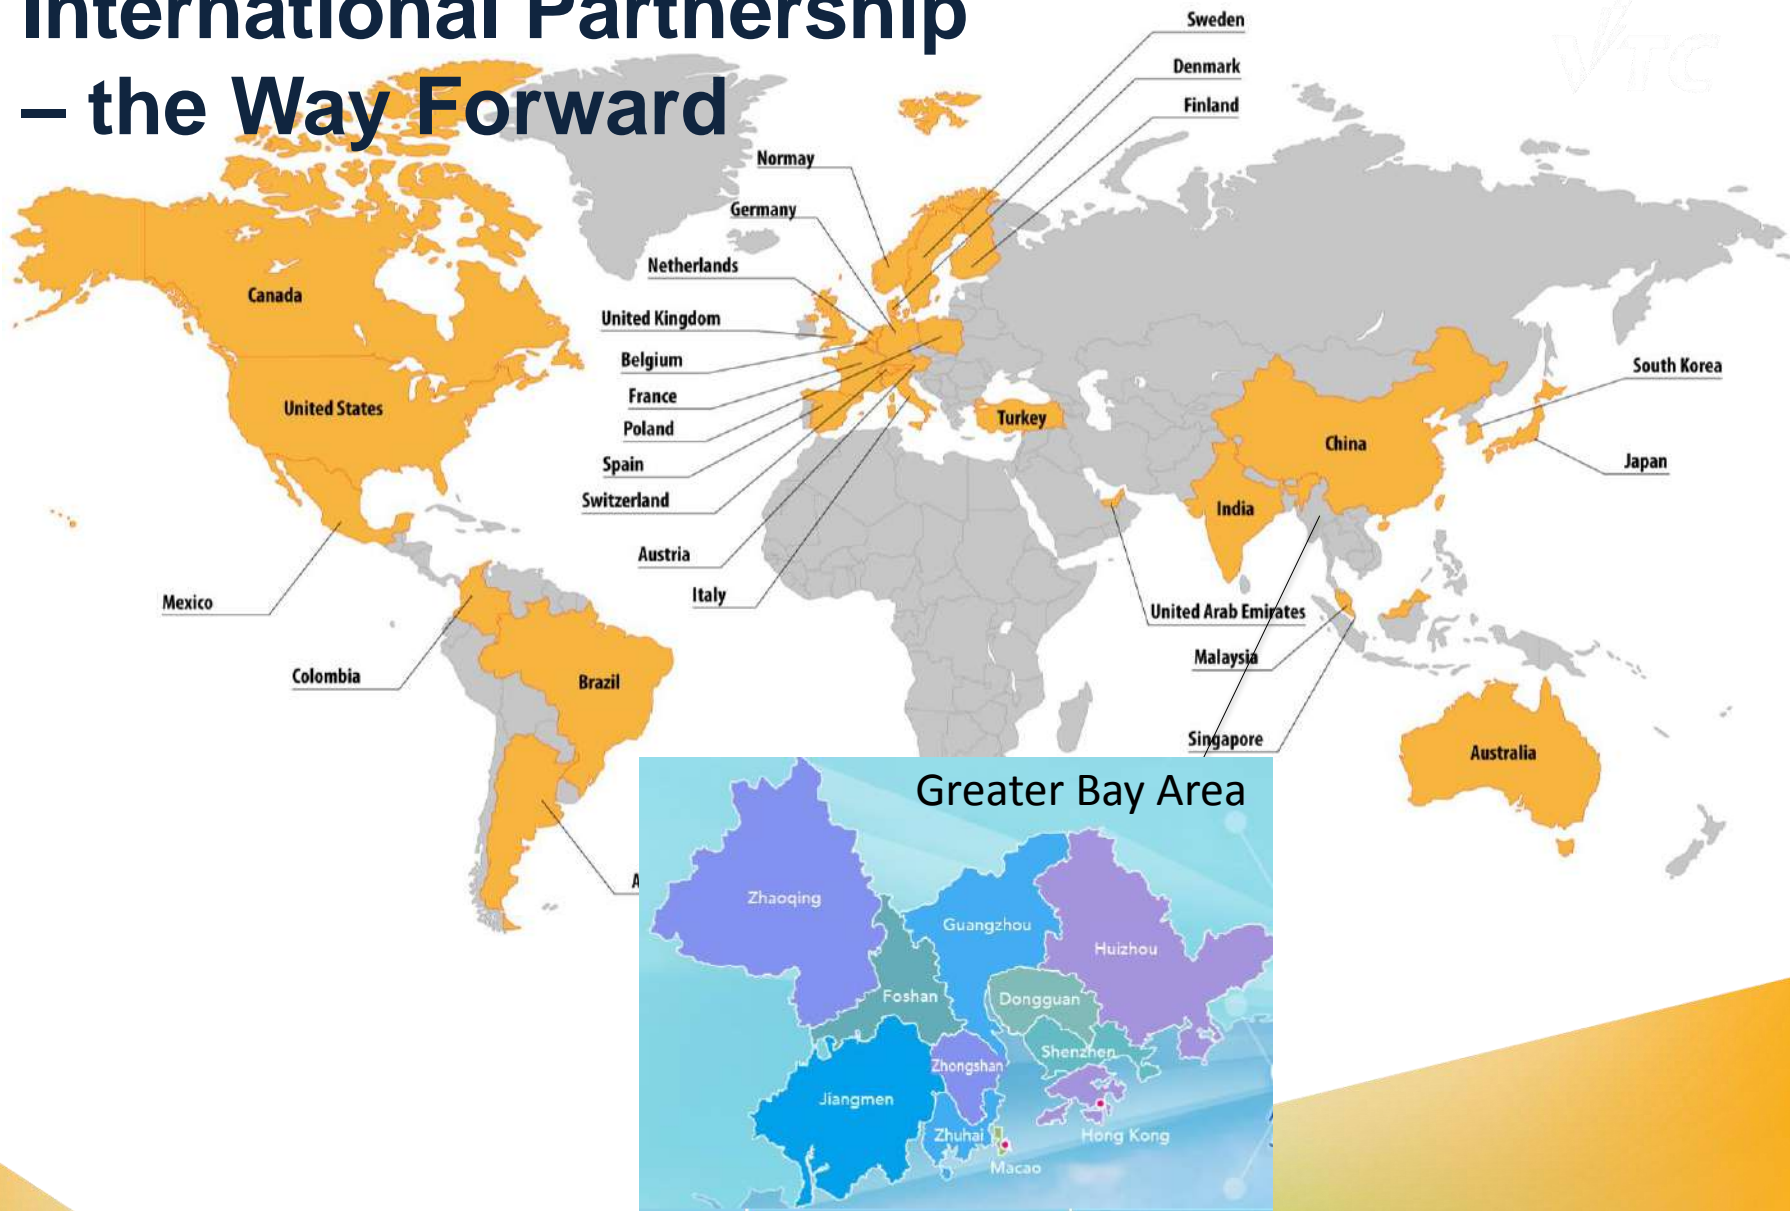 International Partnership
– the Way Forward
VTC
Sweden
Denmark
Finland
Normay
Germany
Netherlands
United Kingdom
Belgium
France
Poland
Spain
Switzerland
Austria
Italy
Canada
United States
Mexico
Colombia
Brazil
Turkey
China
India
South Korea
Japan
United Arab Emirates
Malaysia
Singapore
Australia
A
Greater Bay Area
Zhaoqing
Guangzhou
Huizhou
Foshan
Dongguan
Shenzhen
Zhongshan
Jiangmen
Zhuhai
Hong Kong
Macao